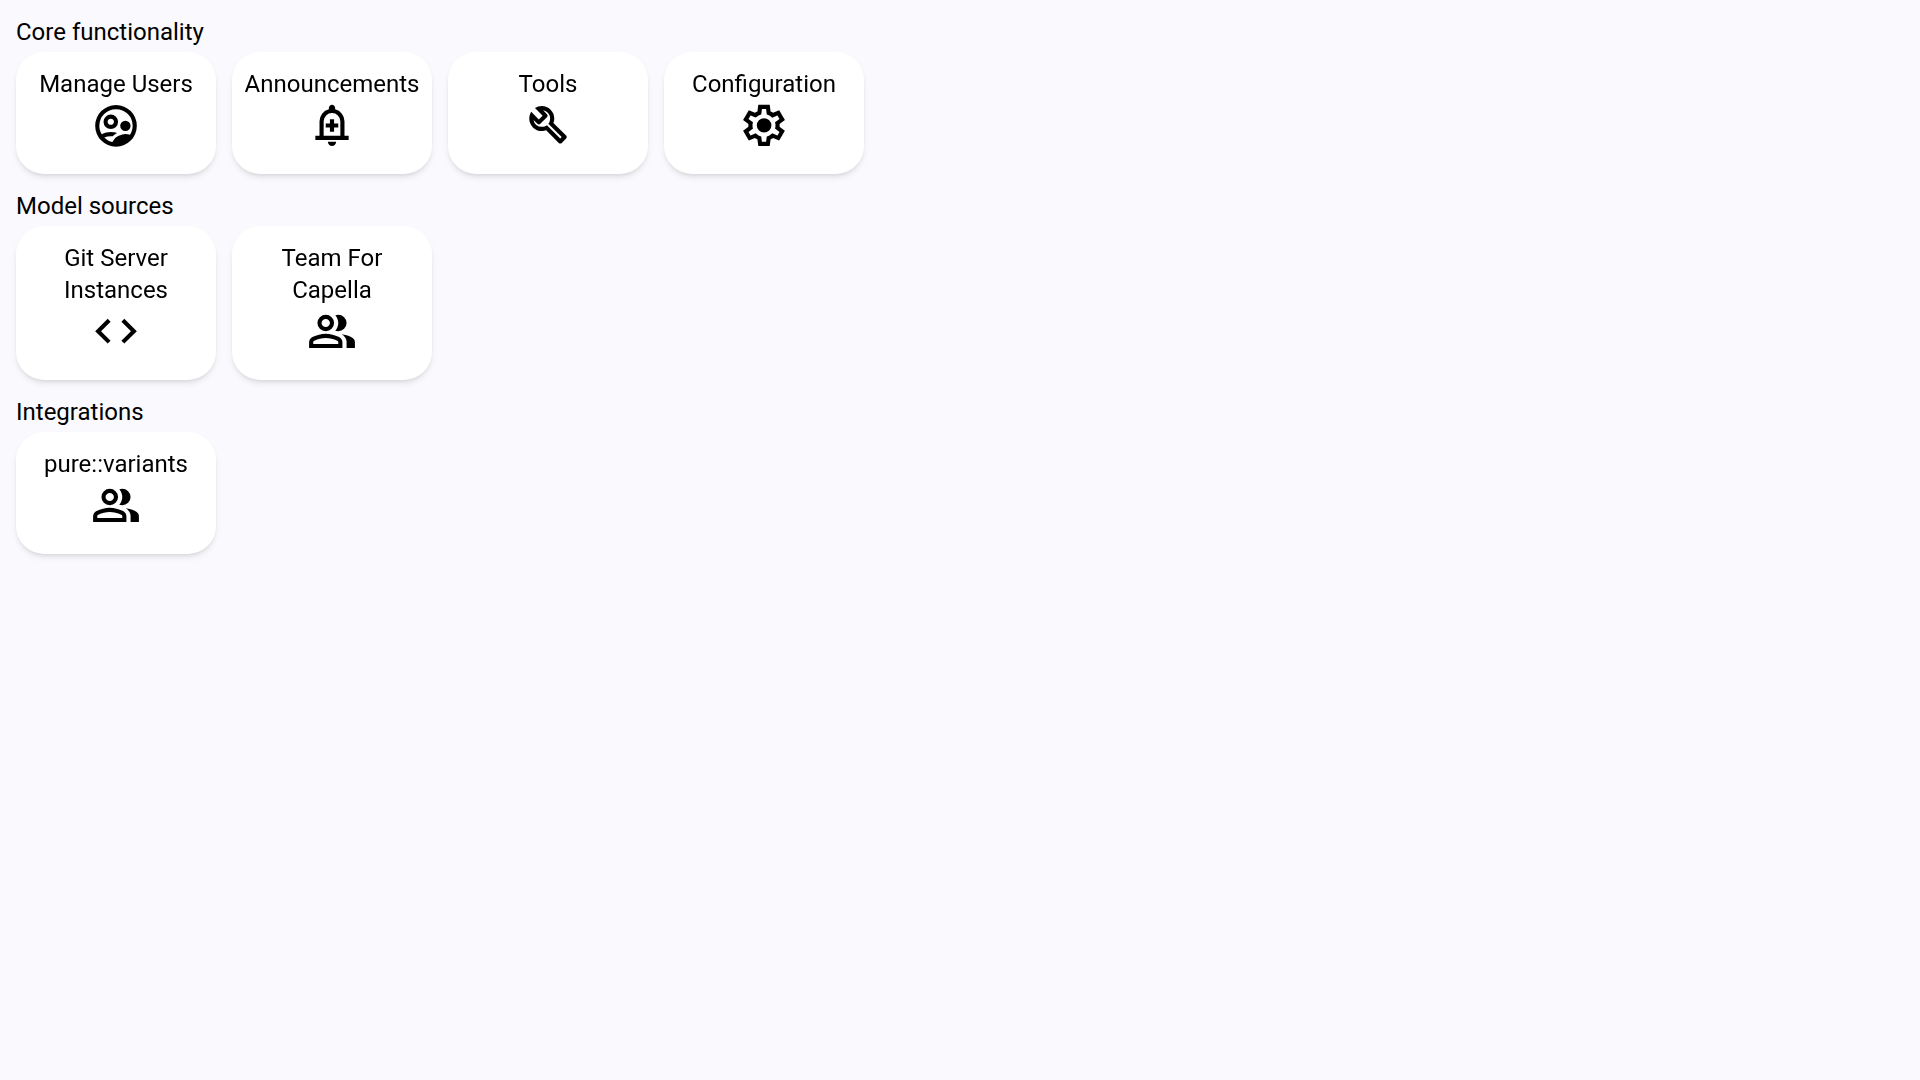 Core functionality
Manage Users
Announcements
Tools
Configuration
Model sources
Git Server
Instances
Team For
Capella
Integrations
pure::variants